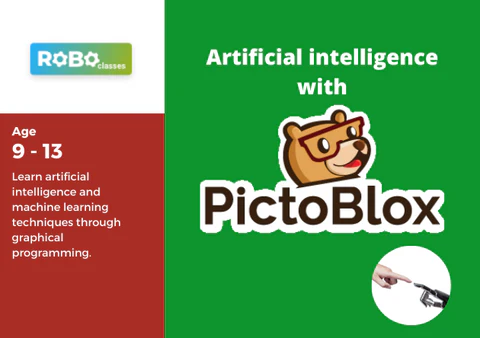 RoBo
classes
Age
9 - 13
Learn artificial
intelligence and
machine learning
techniques through
graphical
programming.
Artificial intelligence
with
PictoBlox